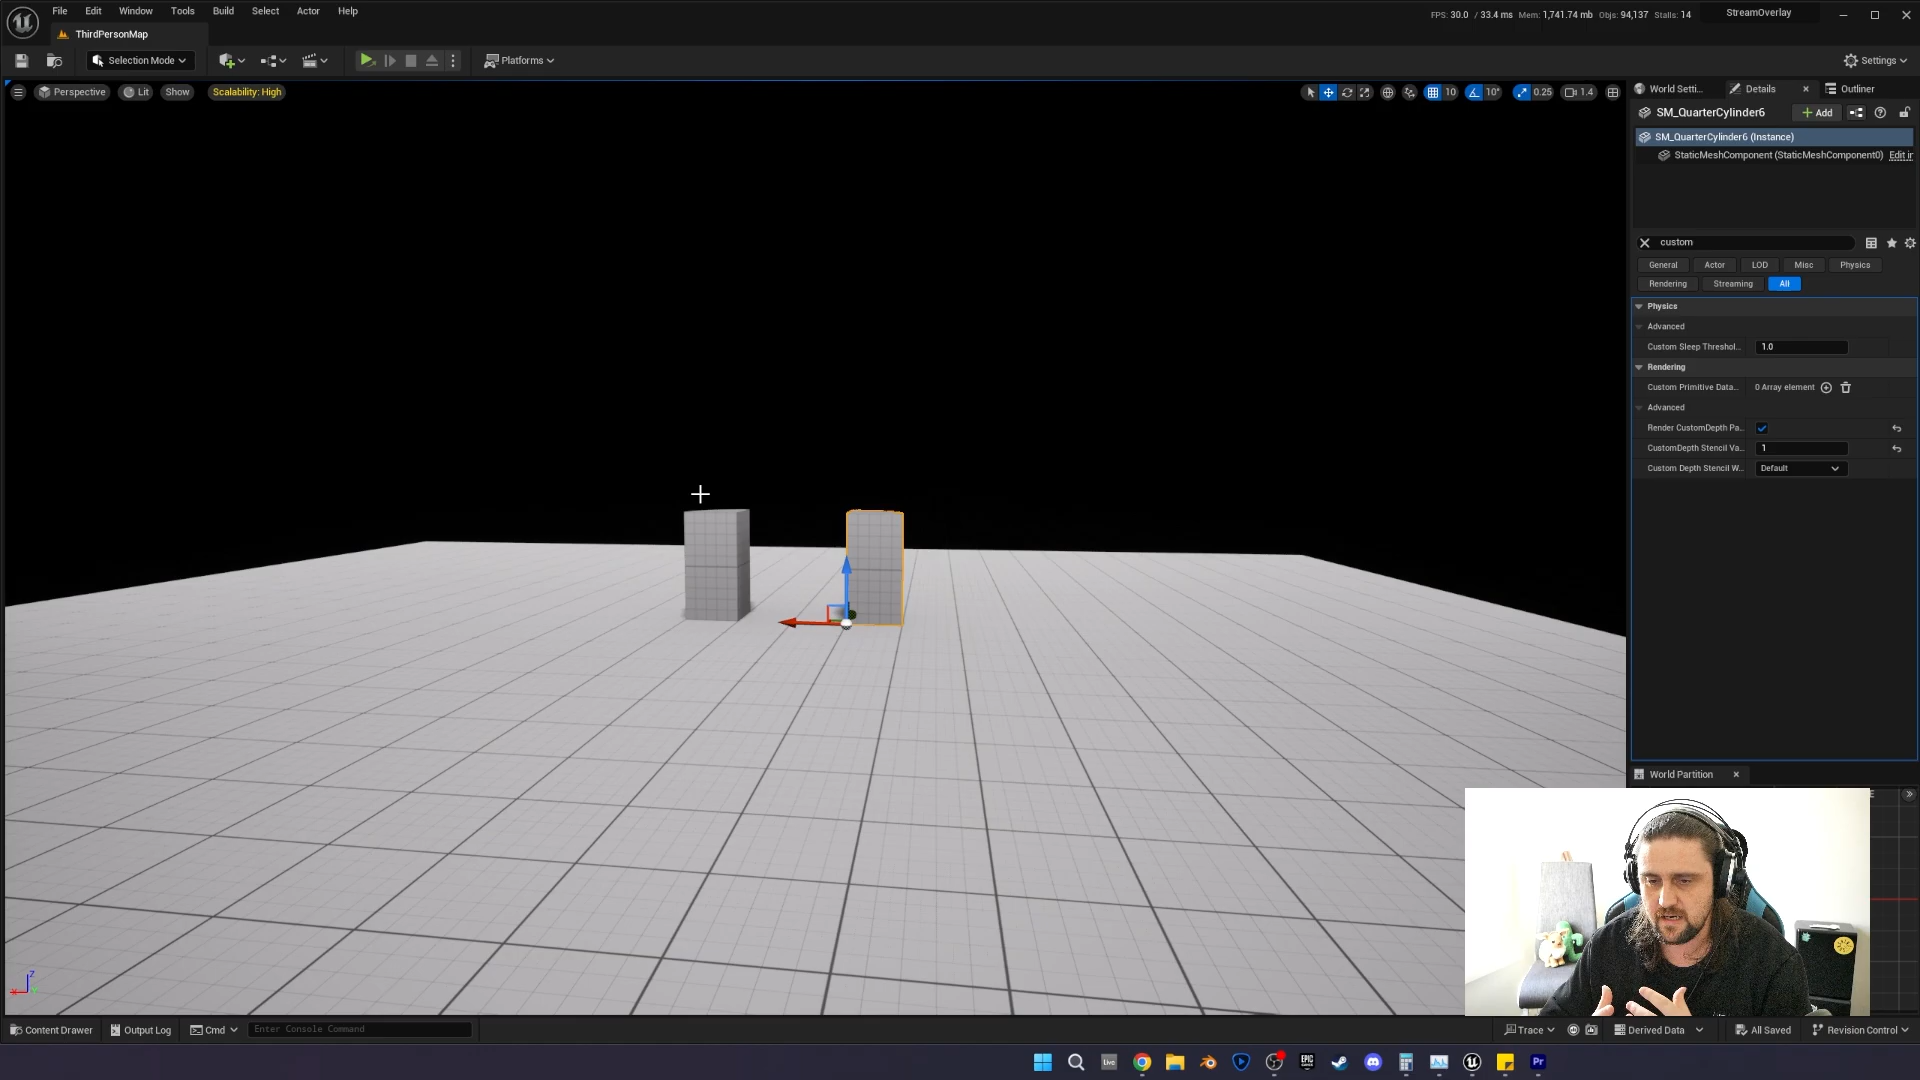 File Edit Window Tools Build Select Actor Help
FPS: 30.0 / 33.4 ms Mem: 1,741.74 mb Objs: 94,137 Stalls: 14
StreamOverlay
ThirdPersonMap
Selection Mode
Platforms
Settings
Perspective
Lit
Show
Scalability: High
10
10°
0.25
1.4
World Setti...
Details
Outliner
SM_QuarterCylinder6
+ Add
SM_QuarterCylinder6 (Instance)
StaticMeshComponent (StaticMeshComponent0)
Edit in
custom
General
Actor
LOD
Misc
Physics
Rendering
Streaming
All
Physics
Advanced
Custom Sleep Threshol... 1.0
Rendering
Custom Primitive Data... 0 Array element
Advanced
Render CustomDepth Pa...
CustomDepth Stencil Va... 1
Custom Depth Stencil W... Default
World Partition
Z
Content Drawer
Output Log
Cmd
Enter Console Command
Trace
Derived Data
All Saved
Revision Control
Live
EPIC
Pr